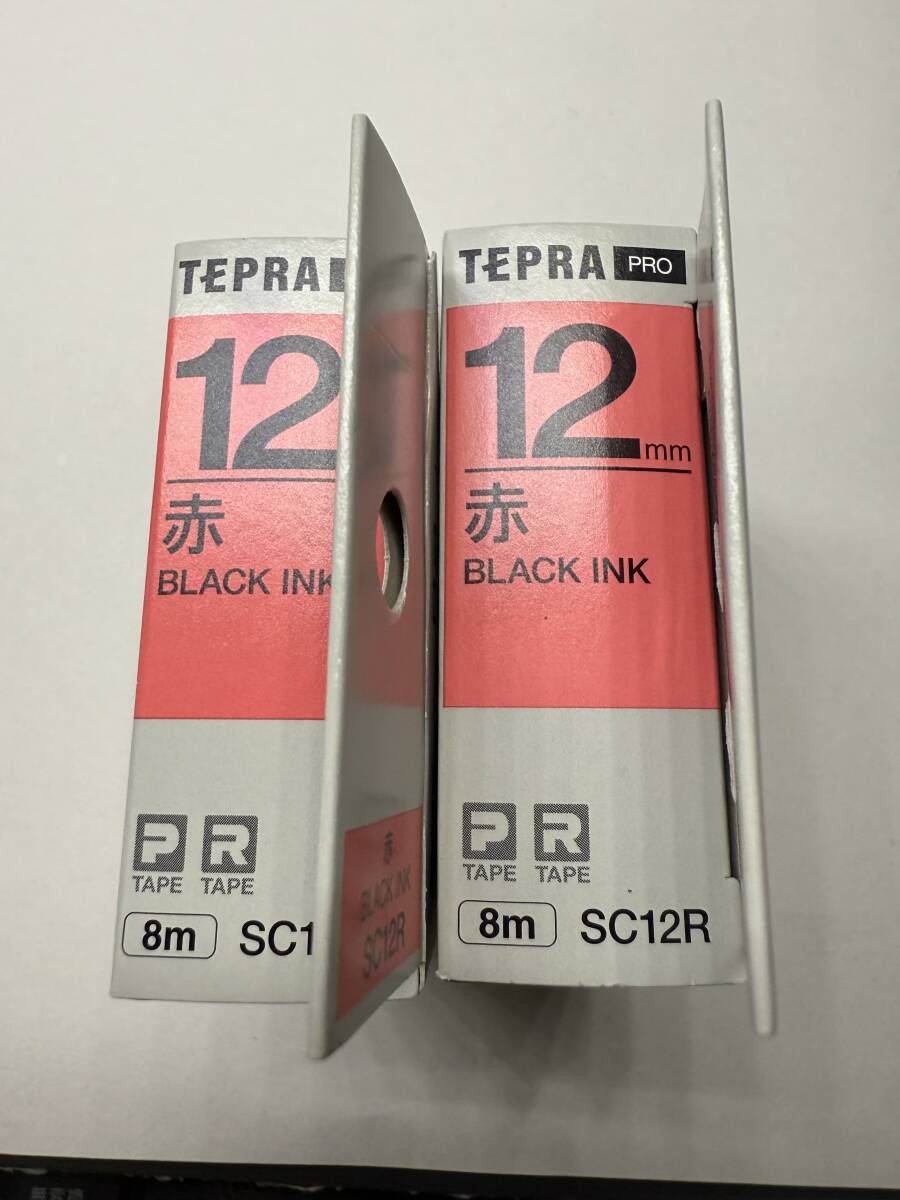 TEPRA
12
赤
BLACK INK
P R
TAPE TAPE
8m SC1
赤
BLACK INK
SC12R
TEPRA PRO
12mm
赤
BLACK INK
P R
TAPE TAPE
8m SC12R